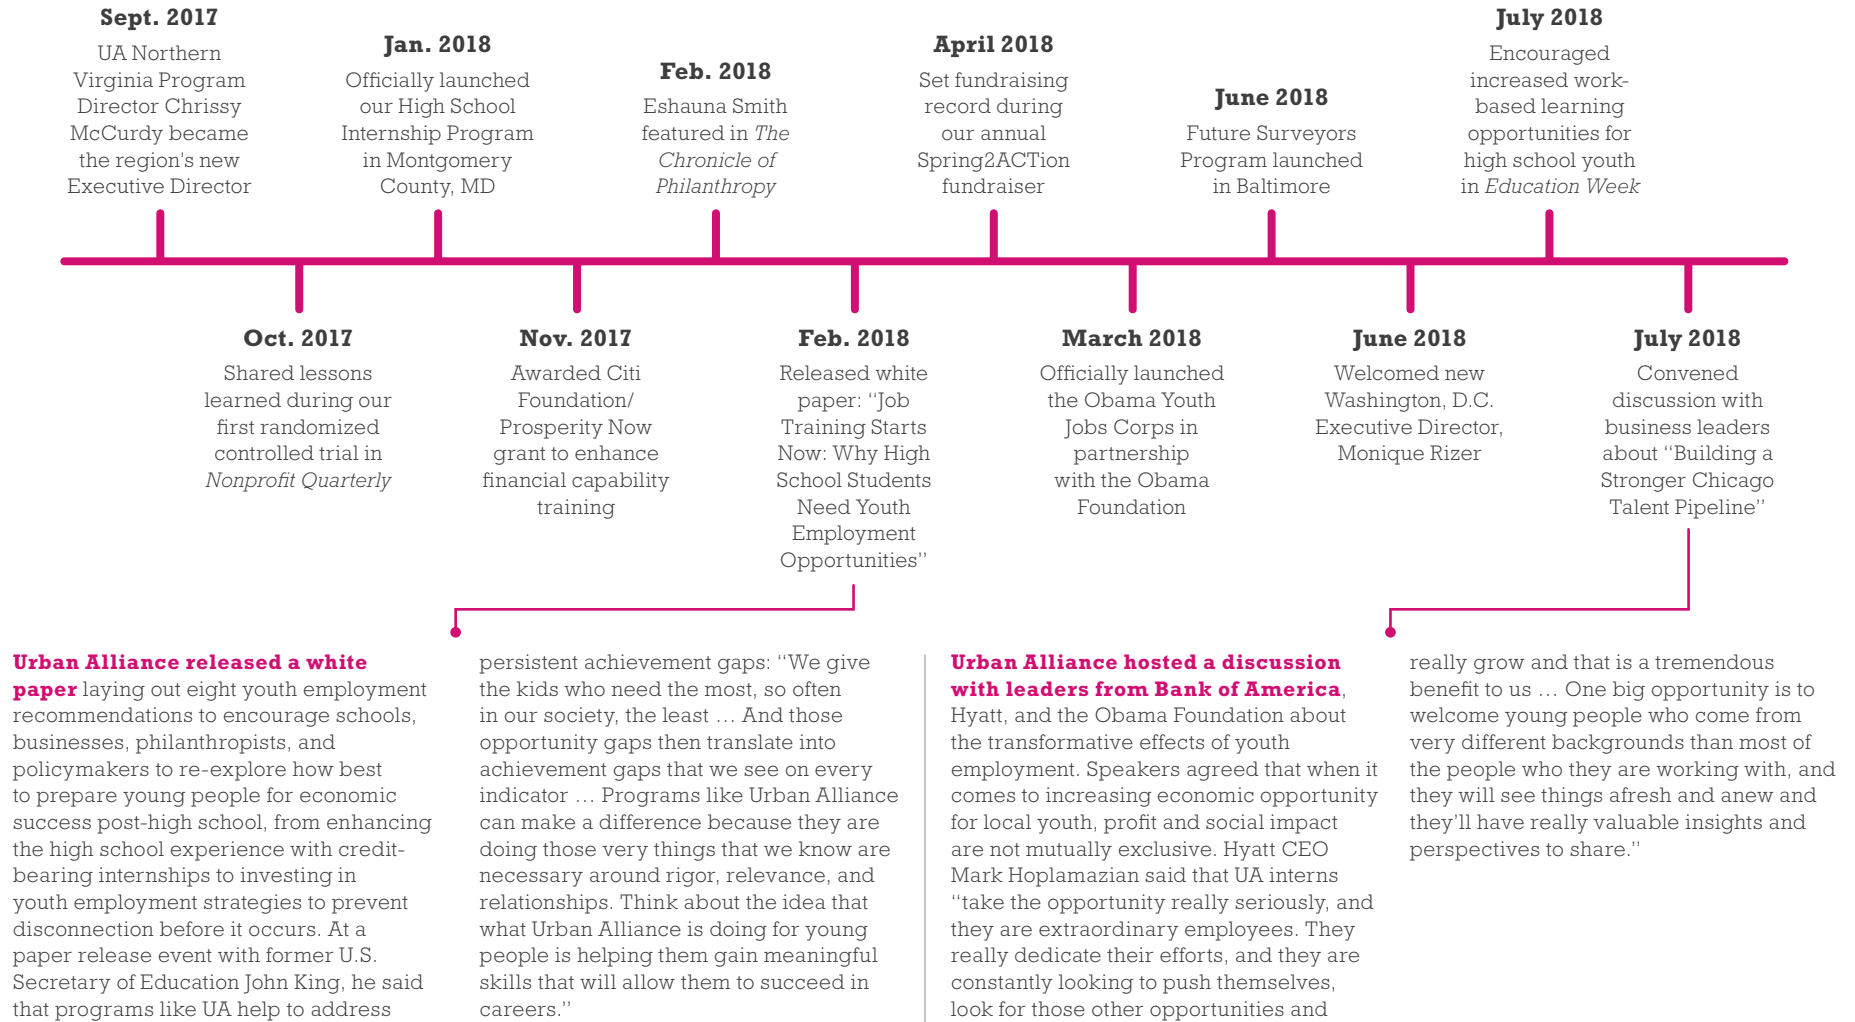 Sept. 2017
UA Northern
Virginia Program
Director Chrissy
McCurdy became
the region's new
Executive Director
Jan. 2018
Officially launched
our High School
Internship Program
in Montgomery
County, MD
Feb. 2018
Eshauna Smith
featured in The
Chronicle of
Philanthropy
April 2018
Set fundraising
record during
our annual
Spring2ACTion
fundraiser
June 2018
Future Surveyors
Program launched
in Baltimore
July 2018
Encouraged
increased work-
based learning
opportunities for
high school youth
in Education Week
Oct. 2017
Shared lessons
learned during our
first randomized
controlled trial in
Nonprofit Quarterly
Nov. 2017
Awarded Citi
Foundation/
Prosperity Now
grant to enhance
financial capability
training
Feb. 2018
Released white
paper: “Job
Training Starts
Now: Why High
School Students
Need Youth
Employment
Opportunities”
March 2018
Officially launched
the Obama Youth
Jobs Corps in
partnership
with the Obama
Foundation
June 2018
Welcomed new
Washington, D.C.
Executive Director,
Monique Rizer
July 2018
Convened
discussion with
business leaders
about “Building a
Stronger Chicago
Talent Pipeline”
Urban Alliance released a white
paper laying out eight youth employment
recommendations to encourage schools,
businesses, philanthropists, and
policymakers to re-explore how best
to prepare young people for economic
success post-high school, from enhancing
the high school experience with credit-
bearing internships to investing in
youth employment strategies to prevent
disconnection before it occurs. At a
paper release event with former U.S.
Secretary of Education John King, he said
that programs like UA help to address
persistent achievement gaps: “We give
the kids who need the most, so often
in our society, the least … And those
opportunity gaps then translate into
achievement gaps that we see on every
indicator … Programs like Urban Alliance
can make a difference because they are
doing those very things that we know are
necessary around rigor, relevance, and
relationships. Think about the idea that
what Urban Alliance is doing for young
people is helping them gain meaningful
skills that will allow them to succeed in
careers.”
Urban Alliance hosted a discussion
with leaders from Bank of America,
Hyatt, and the Obama Foundation about
the transformative effects of youth
employment. Speakers agreed that when it
comes to increasing economic opportunity
for local youth, profit and social impact
are not mutually exclusive. Hyatt CEO
Mark Hoplamazian said that UA interns
“take the opportunity really seriously, and
they are extraordinary employees. They
really dedicate their efforts, and they are
constantly looking to push themselves,
look for those other opportunities and
really grow and that is a tremendous
benefit to us … One big opportunity is to
welcome young people who come from
very different backgrounds than most of
the people who they are working with, and
they will see things afresh and anew and
they’ll have really valuable insights and
perspectives to share.”